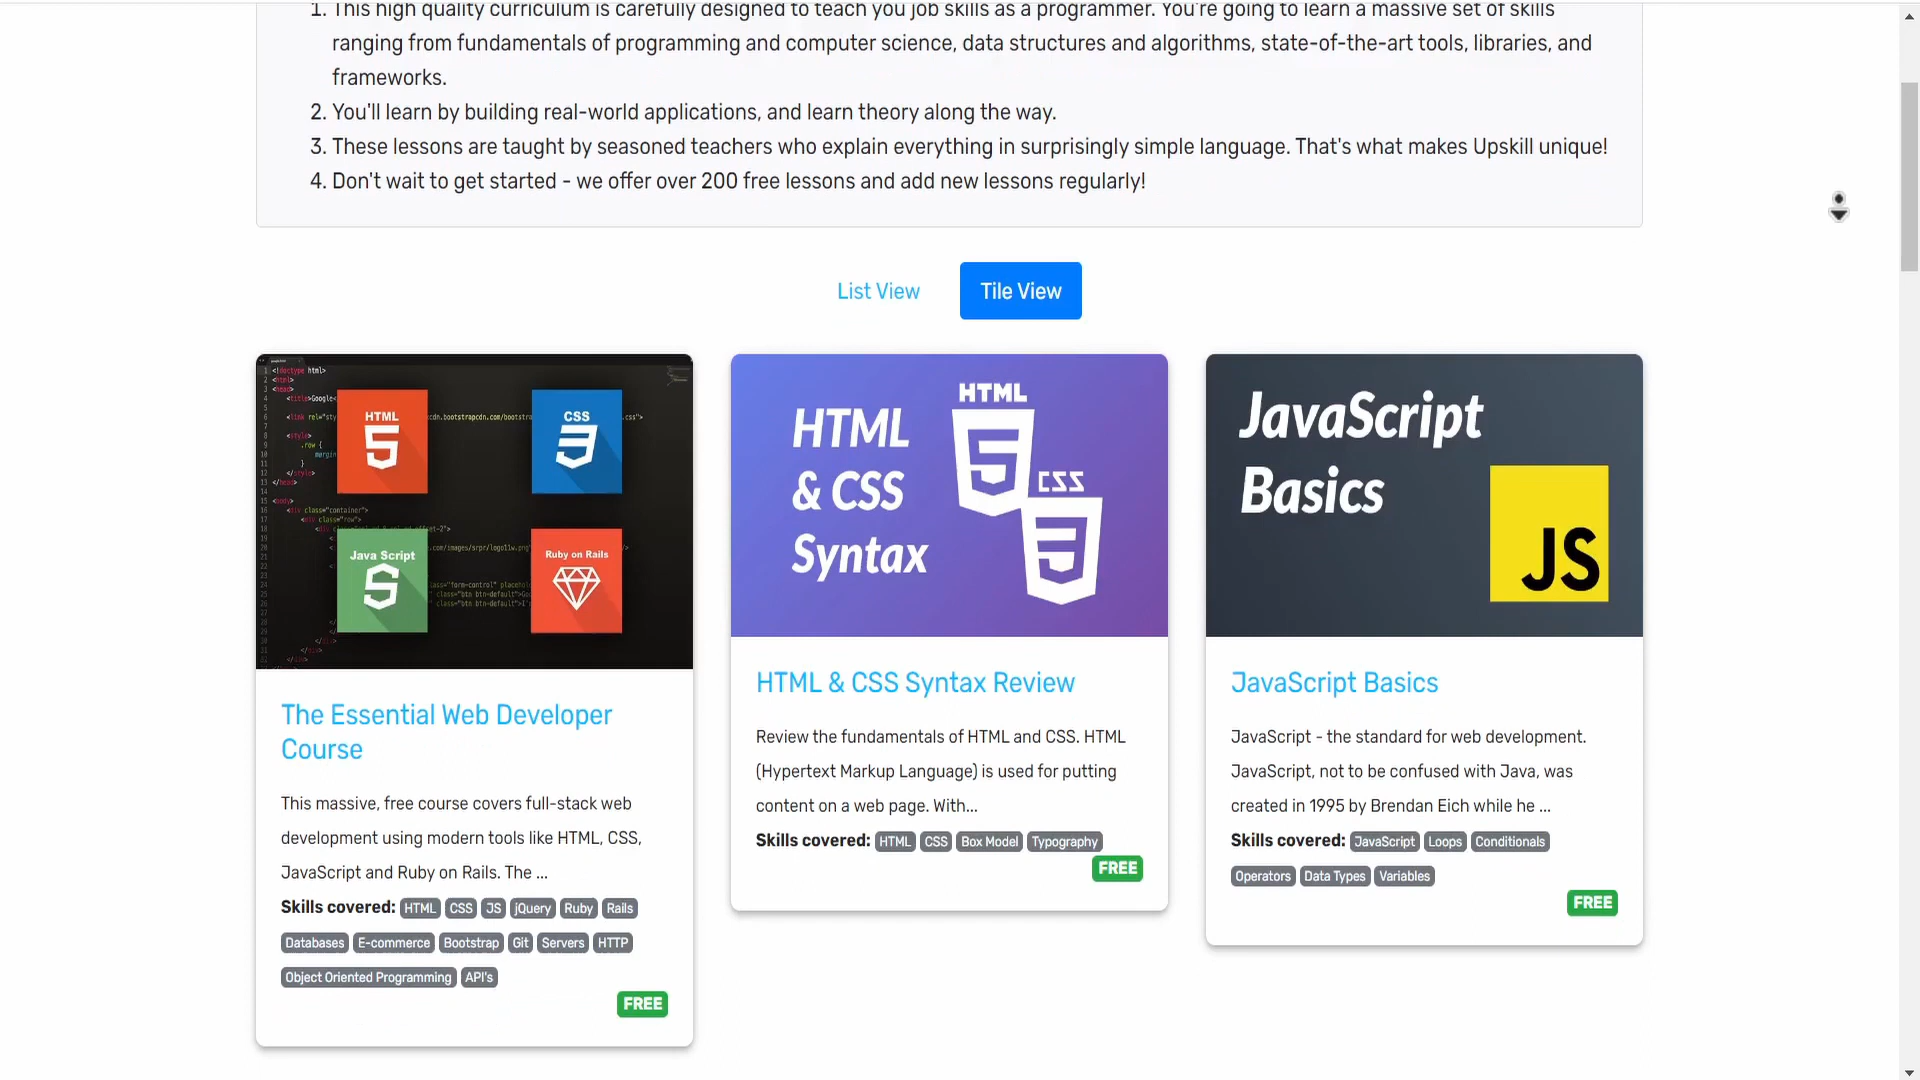 1. This high quality curriculum is carefully designed to teach you job skills as a programmer. You're going to learn a massive set of skills
ranging from fundamentals of programming and computer science, data structures and algorithms, state-of-the-art tools, libraries, and
frameworks.
2. You'll learn by building real-world applications, and learn theory along the way.
3. These lessons are taught by seasoned teachers who explain everything in surprisingly simple language. That's what makes Upskill unique!
4. Don't wait to get started - we offer over 200 free lessons and add new lessons regularly!
List View
Tile View
HTML
CSS
Java Script
Ruby on Rails
The Essential Web Developer
Course
This massive, free course covers full-stack web
development using modern tools like HTML, CSS,
JavaScript and Ruby on Rails. The ...
Skills covered: HTML CSS JS jQuery Ruby Rails
Databases E-commerce Bootstrap Git Servers HTTP
Object Oriented Programming API's
FREE
HTML
& CSS
Syntax
HTML
CSS
HTML & CSS Syntax Review
Review the fundamentals of HTML and CSS. HTML
(Hypertext Markup Language) is used for putting
content on a web page. With...
Skills covered: HTML CSS Box Model Typography
FREE
JavaScript
Basics
JS
JavaScript Basics
JavaScript - the standard for web development.
JavaScript, not to be confused with Java, was
created in 1995 by Brendan Eich while he ...
Skills covered: JavaScript Loops Conditionals
Operators Data Types Variables
FREE